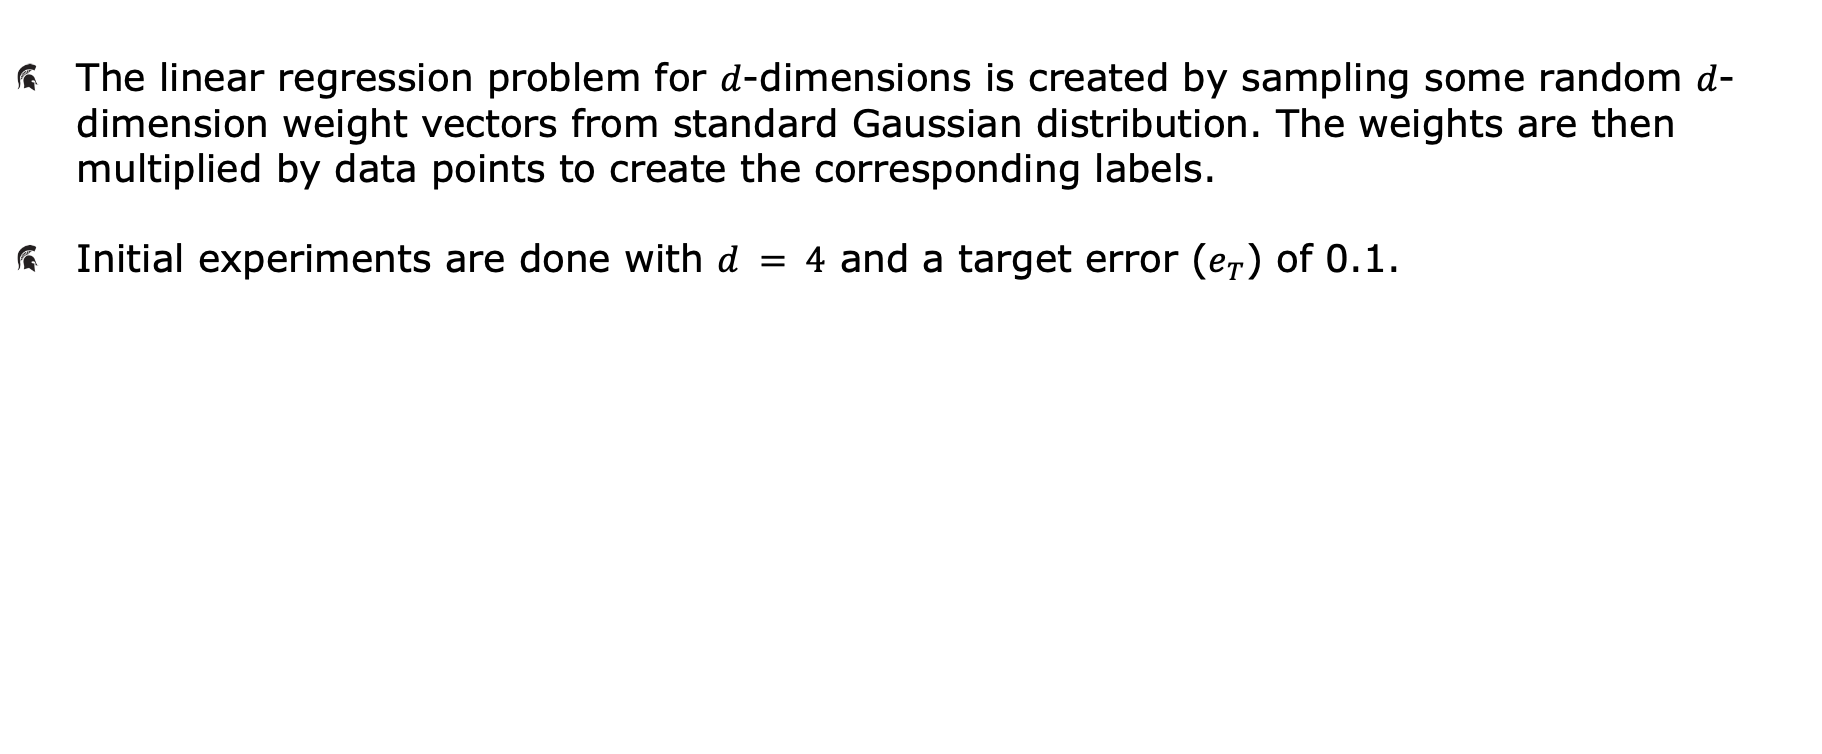 The linear regression problem for d-dimensions is created by sampling some random d-
dimension weight vectors from standard Gaussian distribution. The weights are then
multiplied by data points to create the corresponding labels.
Initial experiments are done with d = 4 and a target error (e_T) of 0.1.